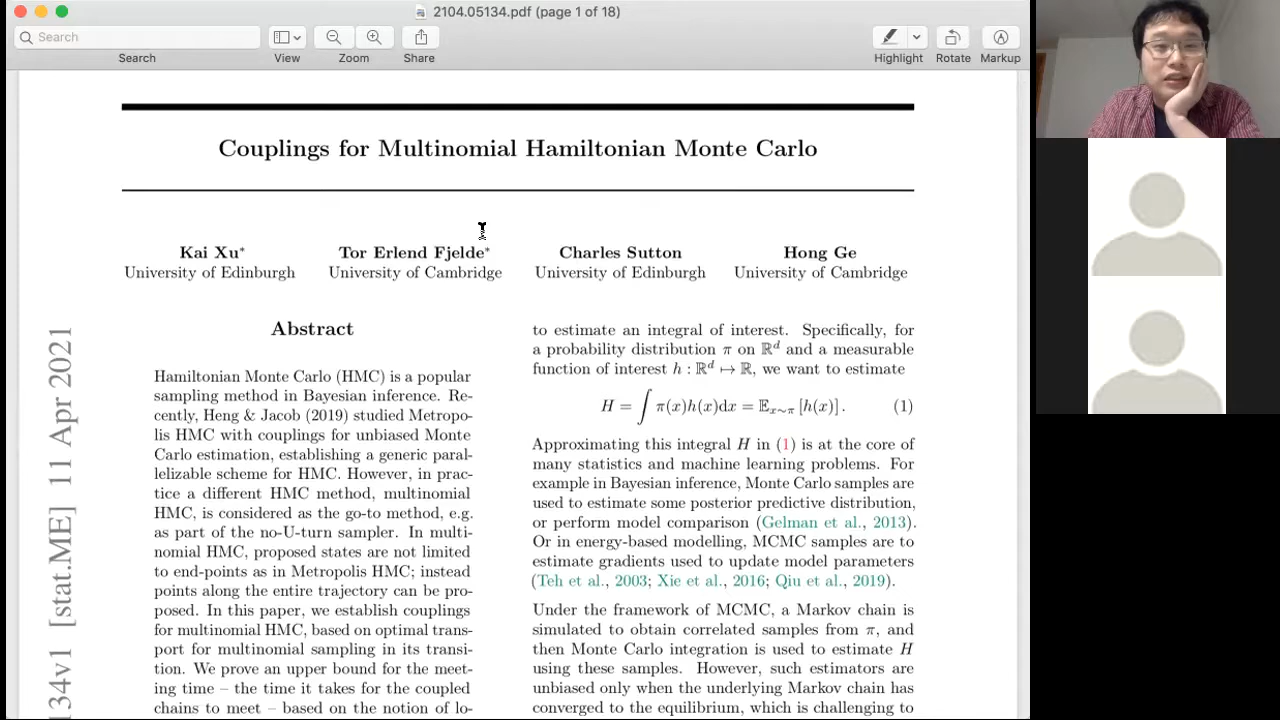 2104.05134.pdf (page 1 of 18)
Search
Search
View
Zoom
Share
Highlight
Rotate
Markup
Couplings for Multinomial Hamiltonian Monte Carlo
Kai Xu* Tor Erlend Fjelde* Charles Sutton Hong Ge
University of Edinburgh University of Cambridge University of Edinburgh University of Cambridge
34v1 [stat.ME] 11 Apr 2021
Abstract
Hamiltonian Monte Carlo (HMC) is a popular
sampling method in Bayesian inference. Re-
cently, Heng & Jacob (2019) studied Metropo-
lis HMC with couplings for unbiased Monte
Carlo estimation, establishing a generic paral-
lelizable scheme for HMC. However, in prac-
tice a different HMC method, multinomial
HMC, is considered as the go-to method, e.g.
as part of the no-U-turn sampler. In multi-
nomial HMC, proposed states are not limited
to end-points as in Metropolis HMC; instead
points along the entire trajectory can be pro-
posed. In this paper, we establish couplings
for multinomial HMC, based on optimal trans-
port for multinomial sampling in its transi-
tion. We prove an upper bound for the meet-
ing time – the time it takes for the coupled
chains to meet – based on the notion of lo-
to estimate an integral of interest. Specifically, for
a probability distribution π on ℝᵈ and a measurable
function of interest h : ℝᵈ ↦ ℝ, we want to estimate
H = ∫ π(x)h(x)dx = 𝔼ₓ∼π [h(x)]. (1)
Approximating this integral H in (1) is at the core of
many statistics and machine learning problems. For
example in Bayesian inference, Monte Carlo samples are
used to estimate some posterior predictive distribution,
or perform model comparison (Gelman et al., 2013).
Or in energy-based modelling, MCMC samples are to
estimate gradients used to update model parameters
(Teh et al., 2003; Xie et al., 2016; Qiu et al., 2019).
Under the framework of MCMC, a Markov chain is
simulated to obtain correlated samples from π, and
then Monte Carlo integration is used to estimate H
using these samples. However, such estimators are
unbiased only when the underlying Markov chain has
converged to the equilibrium, which is challenging to